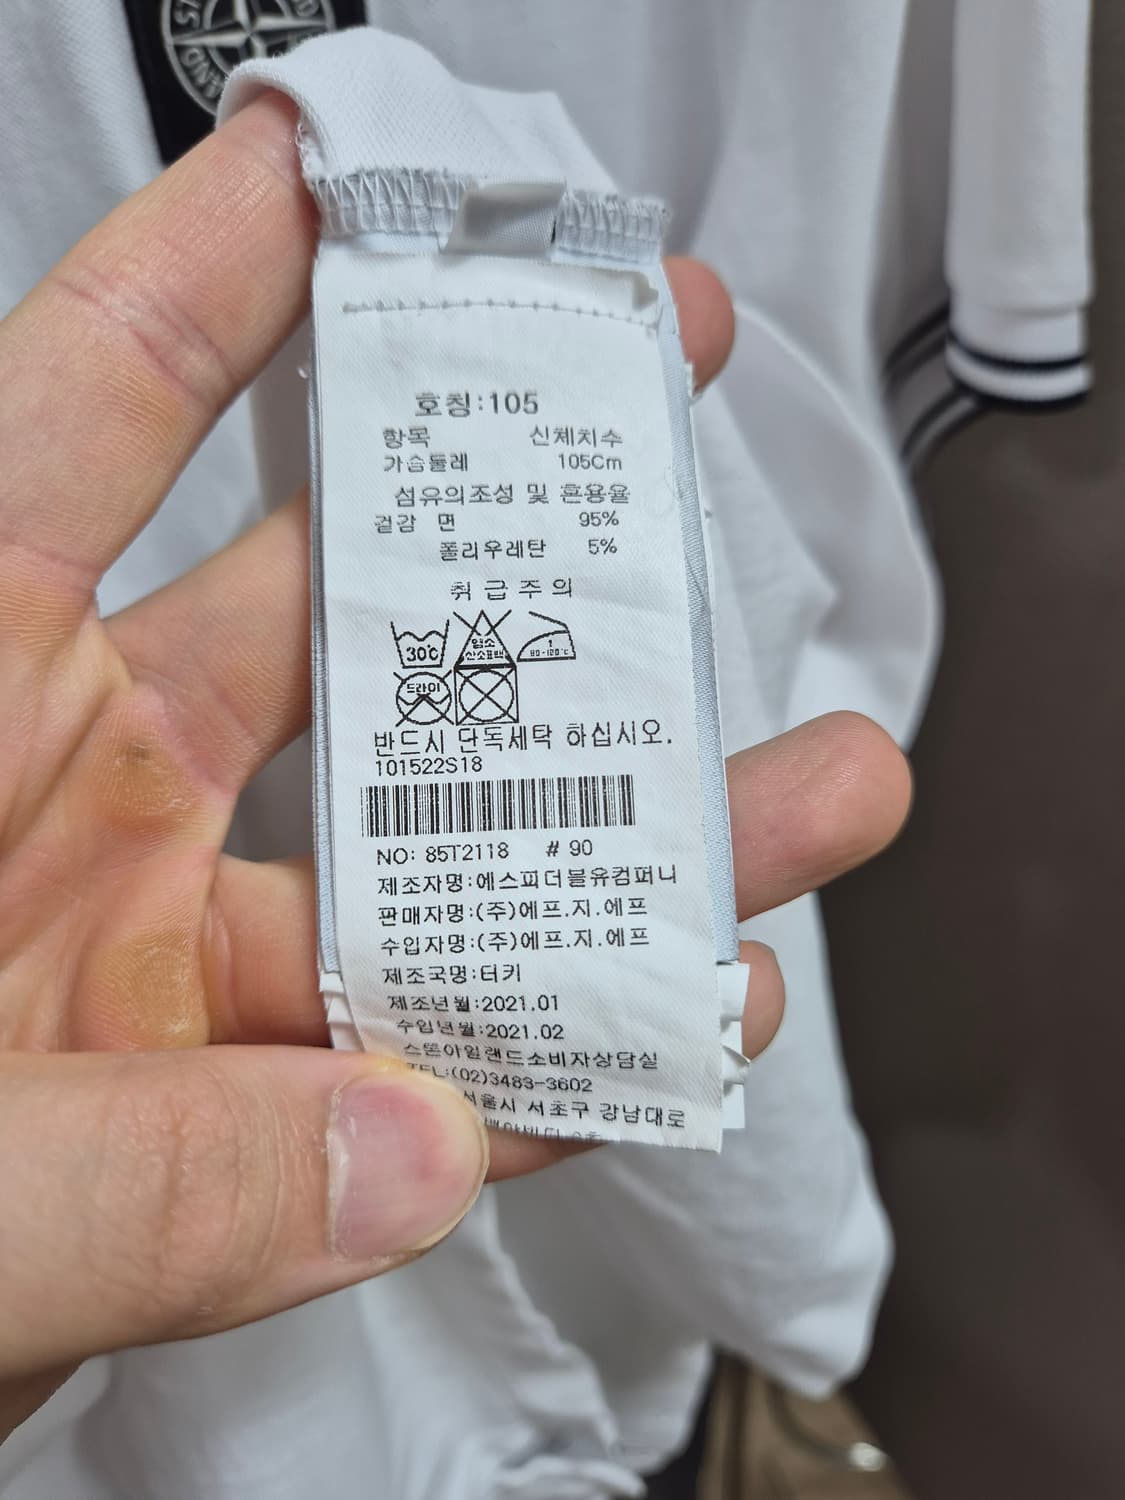 호칭:105
항목 신체치수
가슴둘레 105Cm
섬유의조성 및 혼용율
겉감 면 95%
폴리우레탄 5%
취 급 주 의
30℃ 염소 산소표백 1 80-120℃
드라이
반드시 단독세탁 하십시오.
101522S18
NO: 85T2118 # 90
제조자명:에스피더블유컴퍼니
판매자명:(주)에프.지.에프
수입자명:(주)에프.지.에프
제조국명:터키
제조년월:2021.01
수입년월:2021.02
스톤아일랜드소비자상담실
TEL:(02)3483-3602
서울시 서초구 강남대로